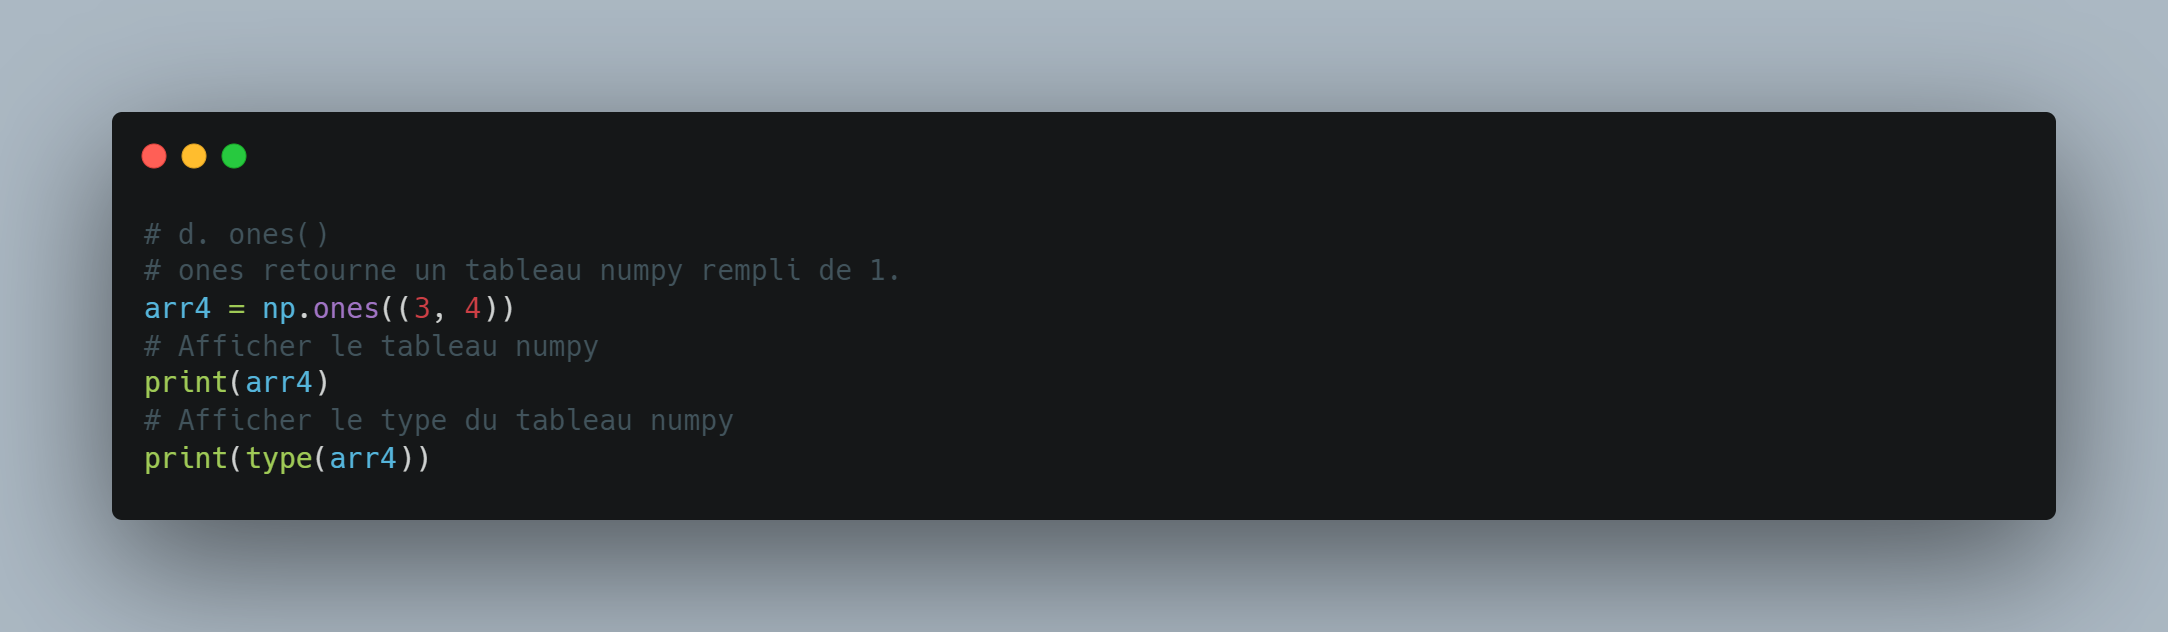 # d. ones()
# ones retourne un tableau numpy rempli de 1.
arr4 = np.ones((3, 4))
# Afficher le tableau numpy
print(arr4)
# Afficher le type du tableau numpy
print(type(arr4))